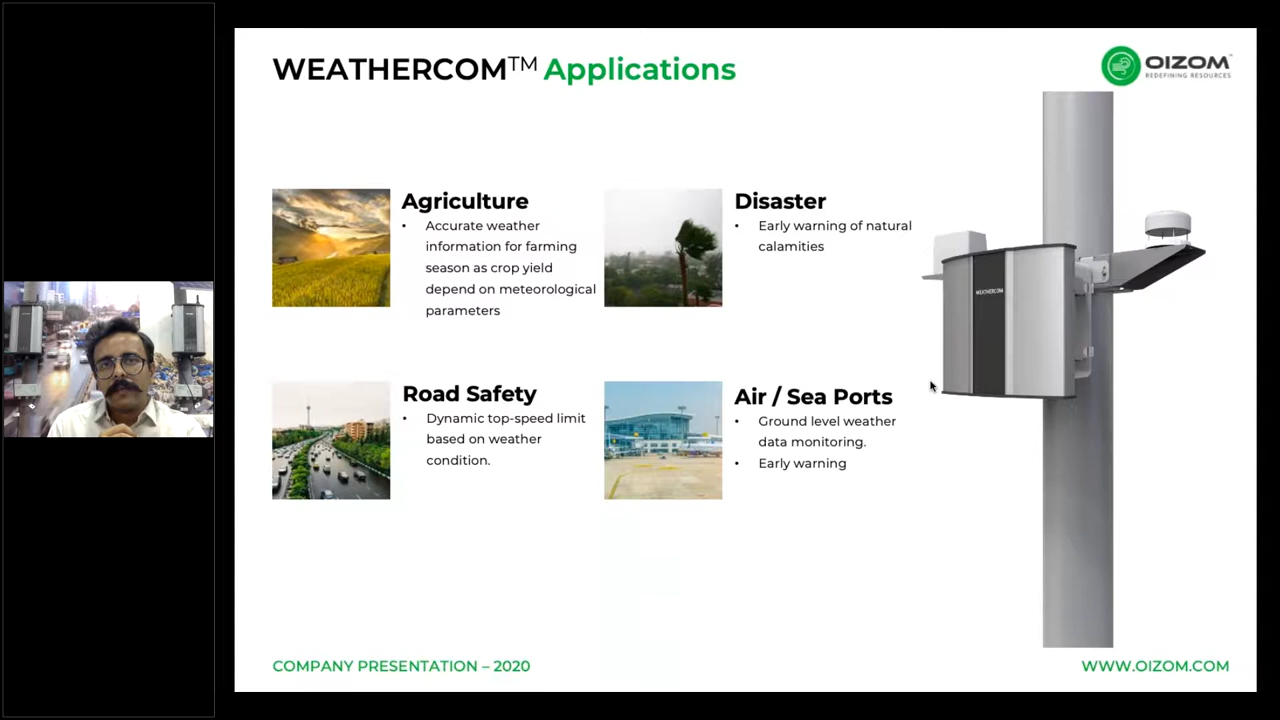 WEATHERCOM™ Applications
OIZOM™
REDEFINING RESOURCES
Agriculture
• Accurate weather
information for farming
season as crop yield
depend on meteorological
parameters
Disaster
• Early warning of natural
calamities
WEATHERCOM
Road Safety
• Dynamic top-speed limit
based on weather
condition.
Air / Sea Ports
• Ground level weather
data monitoring.
• Early warning
COMPANY PRESENTATION – 2020
WWW.OIZOM.COM